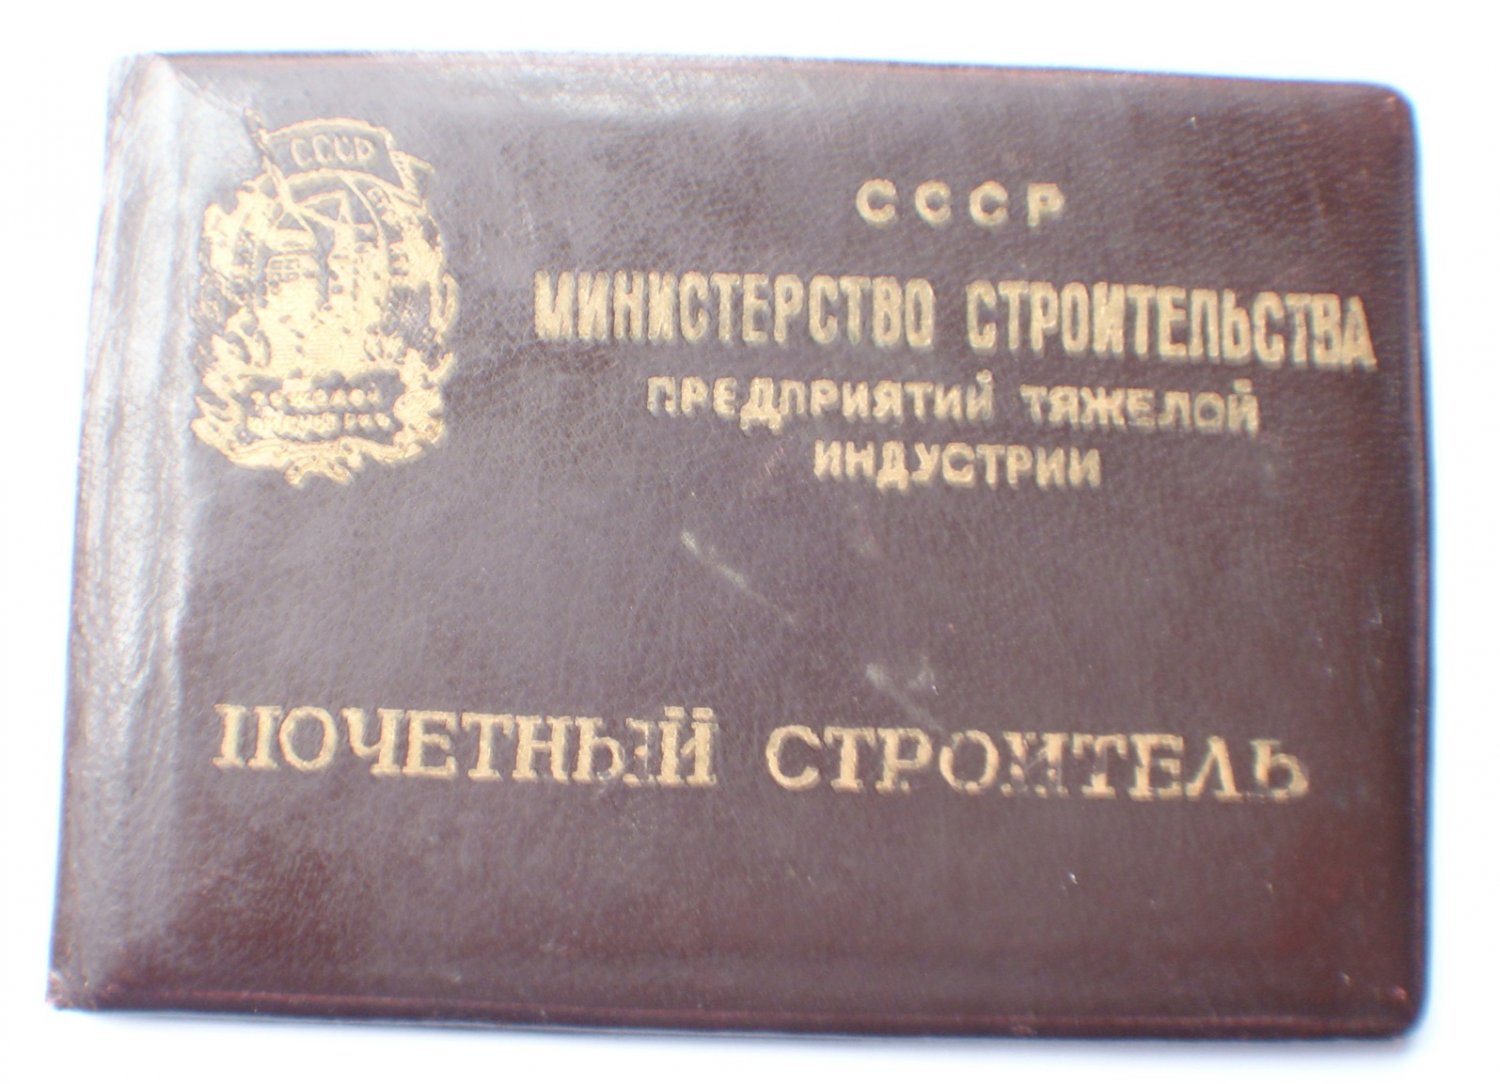 СССР
СССР
МИНИСТЕРСТВО СТРОИТЕЛЬСТВА
ПРЕДПРИЯТИЙ ТЯЖЕЛОЙ
ИНДУСТРИИ
ПОЧЕТНЫЙ СТРОИТЕЛЬ